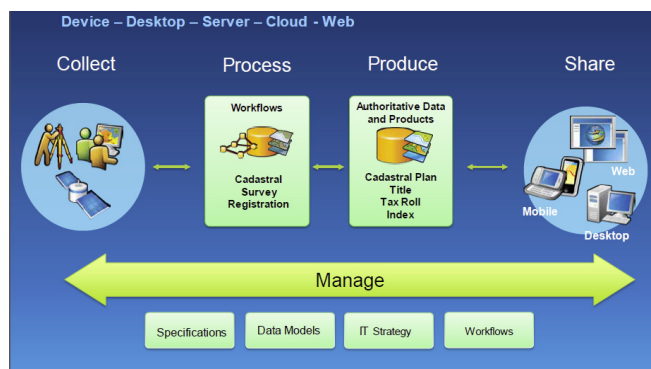 Device – Desktop – Server – Cloud - Web
Collect
Process
Produce
Share
Workflows
Cadastral
Survey
Registration
Authoritative Data
and Products
Cadastral Plan
Title
Tax Roll
Index
Web
Mobile
Desktop
Manage
Specifications
Data Models
IT Strategy
Workflows